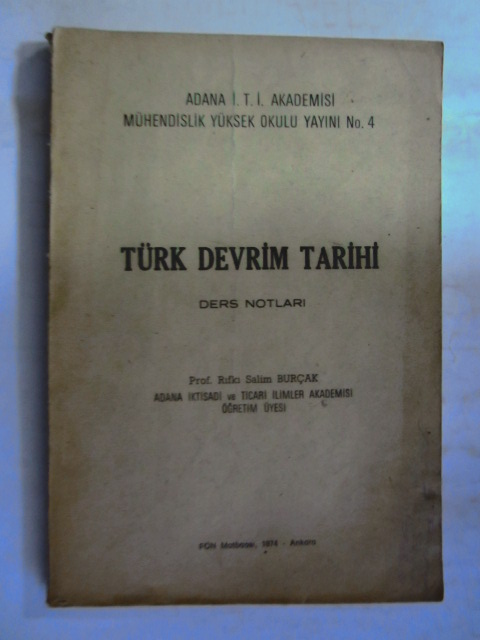 ADANA İ. T. İ. AKADEMİSİ
MÜHENDİSLİK YÜKSEK OKULU YAYINI No. 4
TÜRK DEVRİM TARİHİ
DERS NOTLARI
Prof. Rıfkı Salim BURÇAK
ADANA İKTİSADİ ve TİCARİ İLİMLER AKADEMİSİ
ÖĞRETİM ÜYESİ
1974 - Ankara